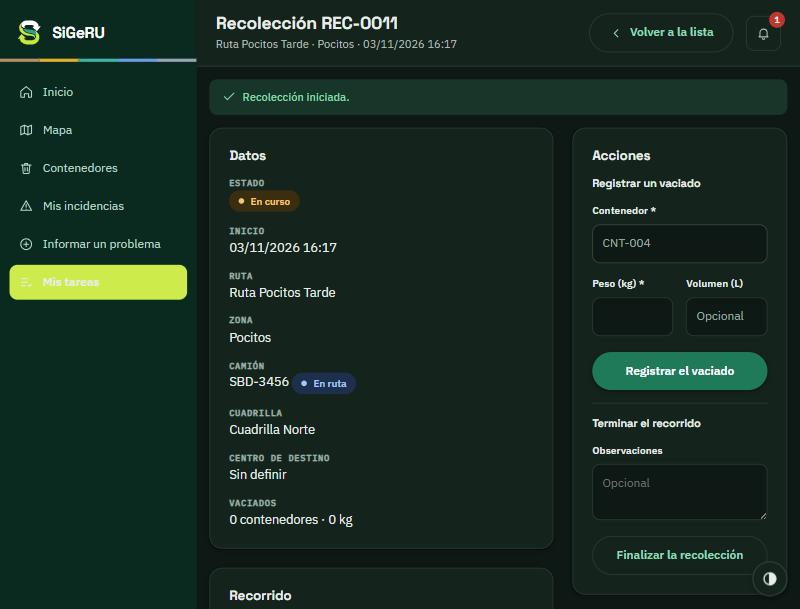 SiGeRU
Inicio
Mapa
Contenedores
Mis incidencias
Informar un problema
Mis tareas
Recolección REC-0011
Ruta Pocitos Tarde · Pocitos · 03/11/2026 16:17
Volver a la lista
1
Recolección iniciada.
Datos
ESTADO
En curso
INICIO
03/11/2026 16:17
RUTA
Ruta Pocitos Tarde
ZONA
Pocitos
CAMIÓN
SBD-3456 En ruta
CUADRILLA
Cuadrilla Norte
CENTRO DE DESTINO
Sin definir
VACIADOS
0 contenedores · 0 kg
Recorrido
Acciones
Registrar un vaciado
Contenedor *
CNT-004
Peso (kg) * Volumen (L)
Opcional
Registrar el vaciado
Terminar el recorrido
Observaciones
Opcional
Finalizar la recolección